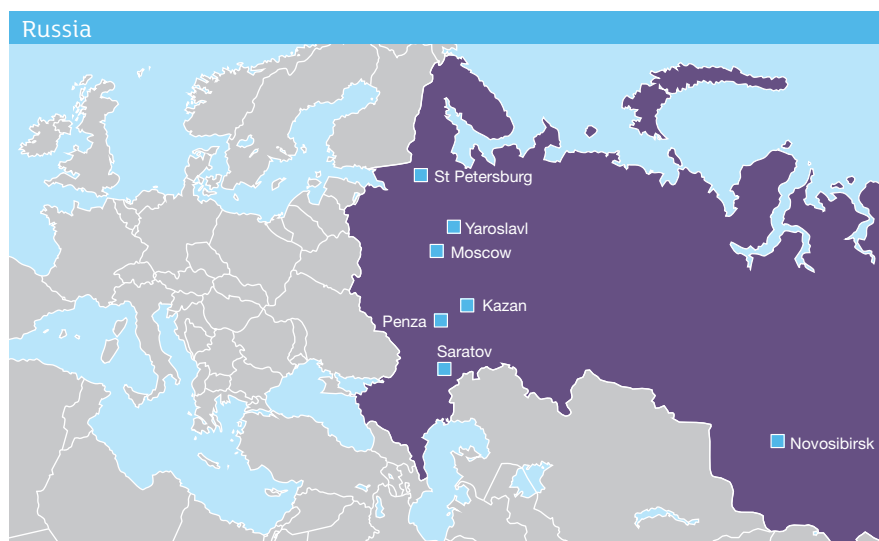 Russia
St Petersburg
Yaroslavl
Moscow
Kazan
Penza
Saratov
Novosibirsk